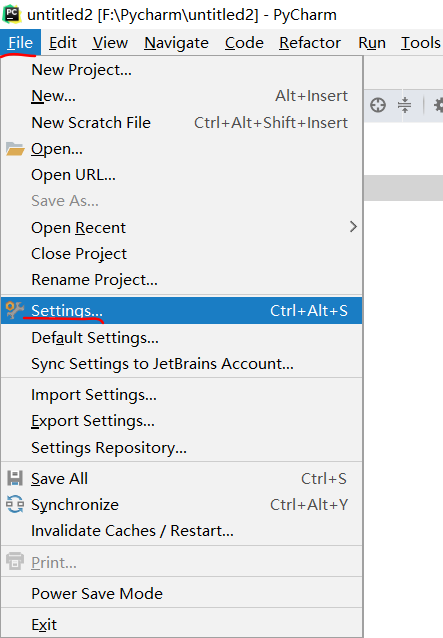 PC untitled2 [F:\Pycharm\untitled2] - PyCharm
File Edit View Navigate Code Refactor Run Tools
New Project...
New... Alt+Insert
New Scratch File Ctrl+Alt+Shift+Insert
Open...
Open URL...
Save As...
Open Recent
Close Project
Rename Project...
Settings... Ctrl+Alt+S
Default Settings...
Sync Settings to JetBrains Account...
Import Settings...
Export Settings...
Settings Repository...
Save All Ctrl+S
Synchronize Ctrl+Alt+Y
Invalidate Caches / Restart...
Print...
Power Save Mode
Exit